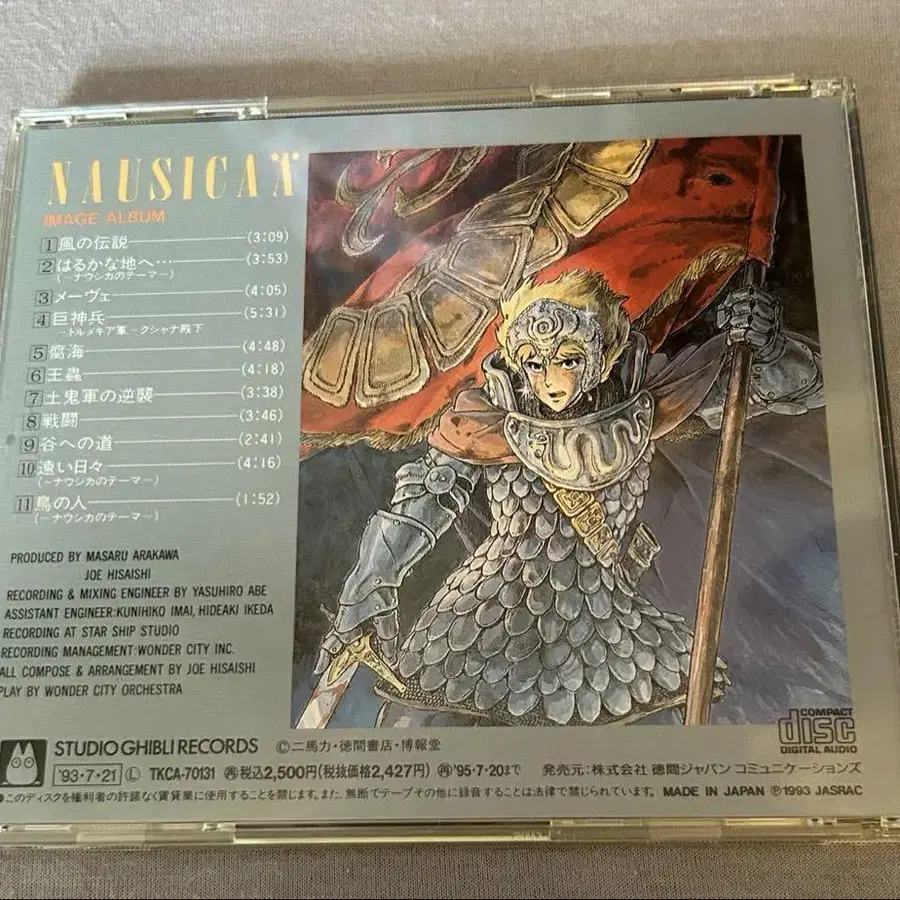 NAUSICAÄ
IMAGE ALBUM
1 風の伝説 (3:09)
2 はるかな地へ… (3:53)
(〜ナウシカのテーマ〜)
3 メーヴェ (4:05)
4 巨神兵 (5:31)
〜トルメキア軍〜クシャナ殿下
5 腐海 (4:48)
6 王蟲 (4:18)
7 土鬼軍の逆襲 (3:38)
8 戦闘 (3:46)
9 谷への道 (2:41)
10 遠い日々 (4:16)
(〜ナウシカのテーマ〜)
11 鳥の人 (1:52)
(〜ナウシカのテーマ〜)
PRODUCED BY MASARU ARAKAWA
JOE HISAISHI
RECORDING & MIXING ENGINEER BY YASUHIRO ABE
ASSISTANT ENGINEER:KUNIHIKO IMAI, HIDEAKI IKEDA
RECORDING AT STAR SHIP STUDIO
RECORDING MANAGEMENT:WONDER CITY INC.
ALL COMPOSE & ARRANGEMENT BY JOE HISAISHI
PLAY BY WONDER CITY ORCHESTRA
COMPACT
disc
DIGITAL AUDIO
STUDIO GHIBLI RECORDS ©二馬力・徳間書店・博報堂
'93・7・21 Ⓛ TKCA-70131 ㊢税込2,500円(税抜価格2,427円) ㊢'95・7・20まで 発売元:株式会社 徳間ジャパン コミュニケーションズ
●このディスクを権利者の許諾なく賃貸業に使用することを禁じます。また、無断でテープその他に録音することは法律で禁じられています。 MADE IN JAPAN Ⓟ1993 JASRAC